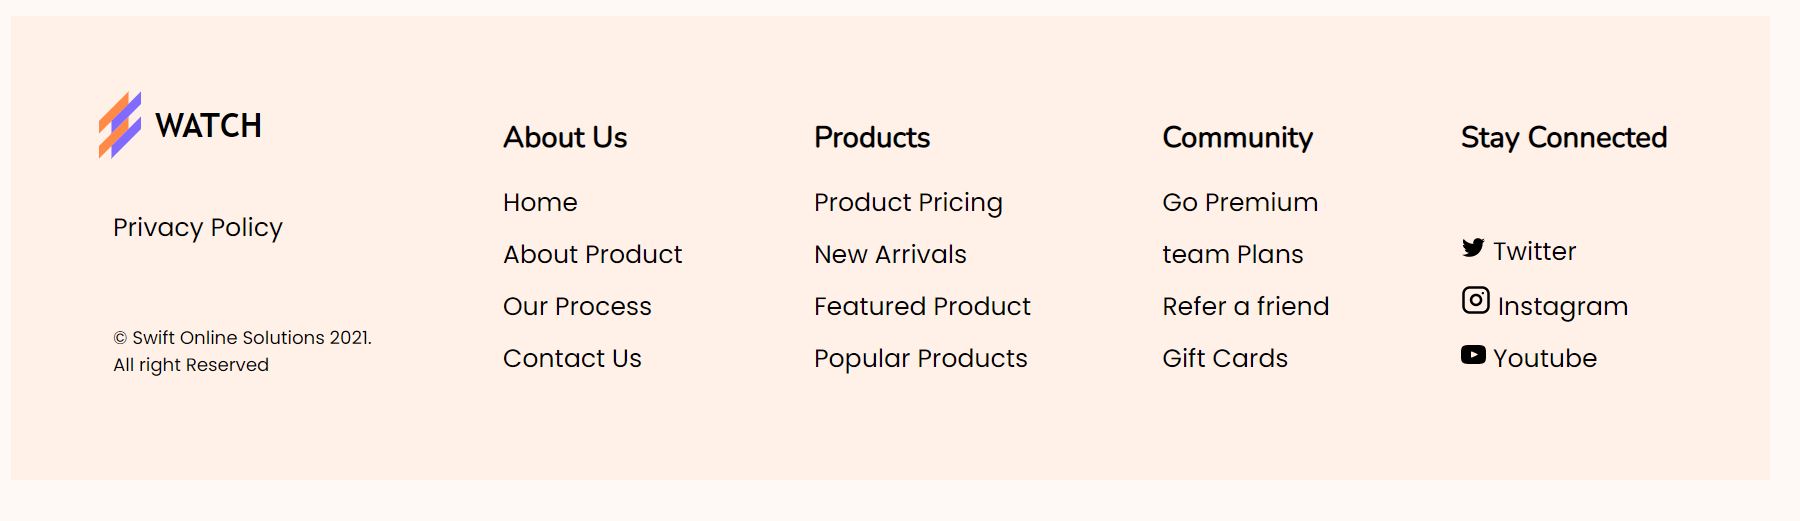 WATCH
Privacy Policy
© Swift Online Solutions 2021.
All right Reserved
About Us
Home
About Product
Our Process
Contact Us
Products
Product Pricing
New Arrivals
Featured Product
Popular Products
Community
Go Premium
team Plans
Refer a friend
Gift Cards
Stay Connected
Twitter
Instagram
Youtube